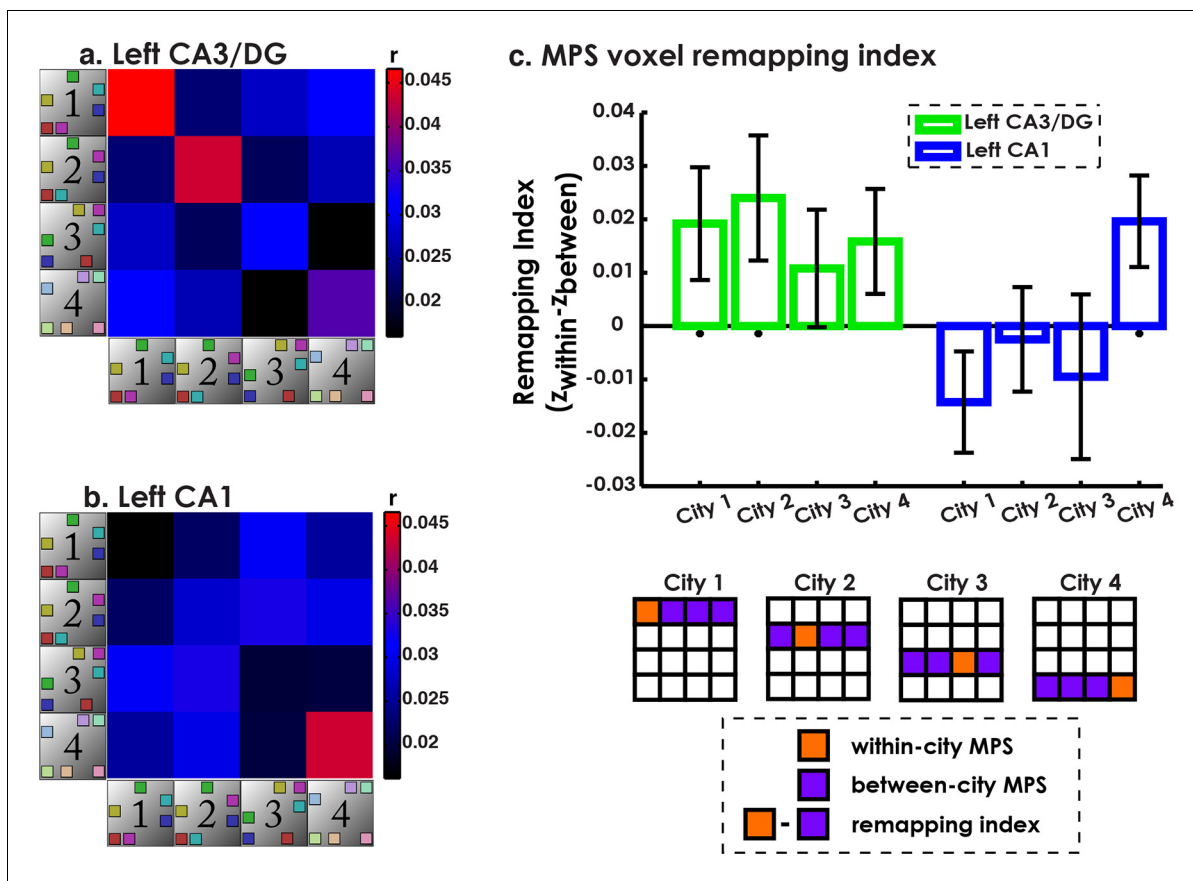 a. Left CA3/DG
r
1
2
3
4
0.045
0.04
0.035
0.03
0.025
0.02
1 2 3 4
b. Left CA1
r
1
2
3
4
0.045
0.04
0.035
0.03
0.025
0.02
1 2 3 4
c. MPS voxel remapping index
Remapping Index
(zwithin-zbetween)
0.04
0.03
0.02
0.01
0
-0.01
-0.02
-0.03
Left CA3/DG
Left CA1
City 1 City 2 City 3 City 4 City 1 City 2 City 3 City 4
City 1 City 2 City 3 City 4
within-city MPS
between-city MPS
- remapping index